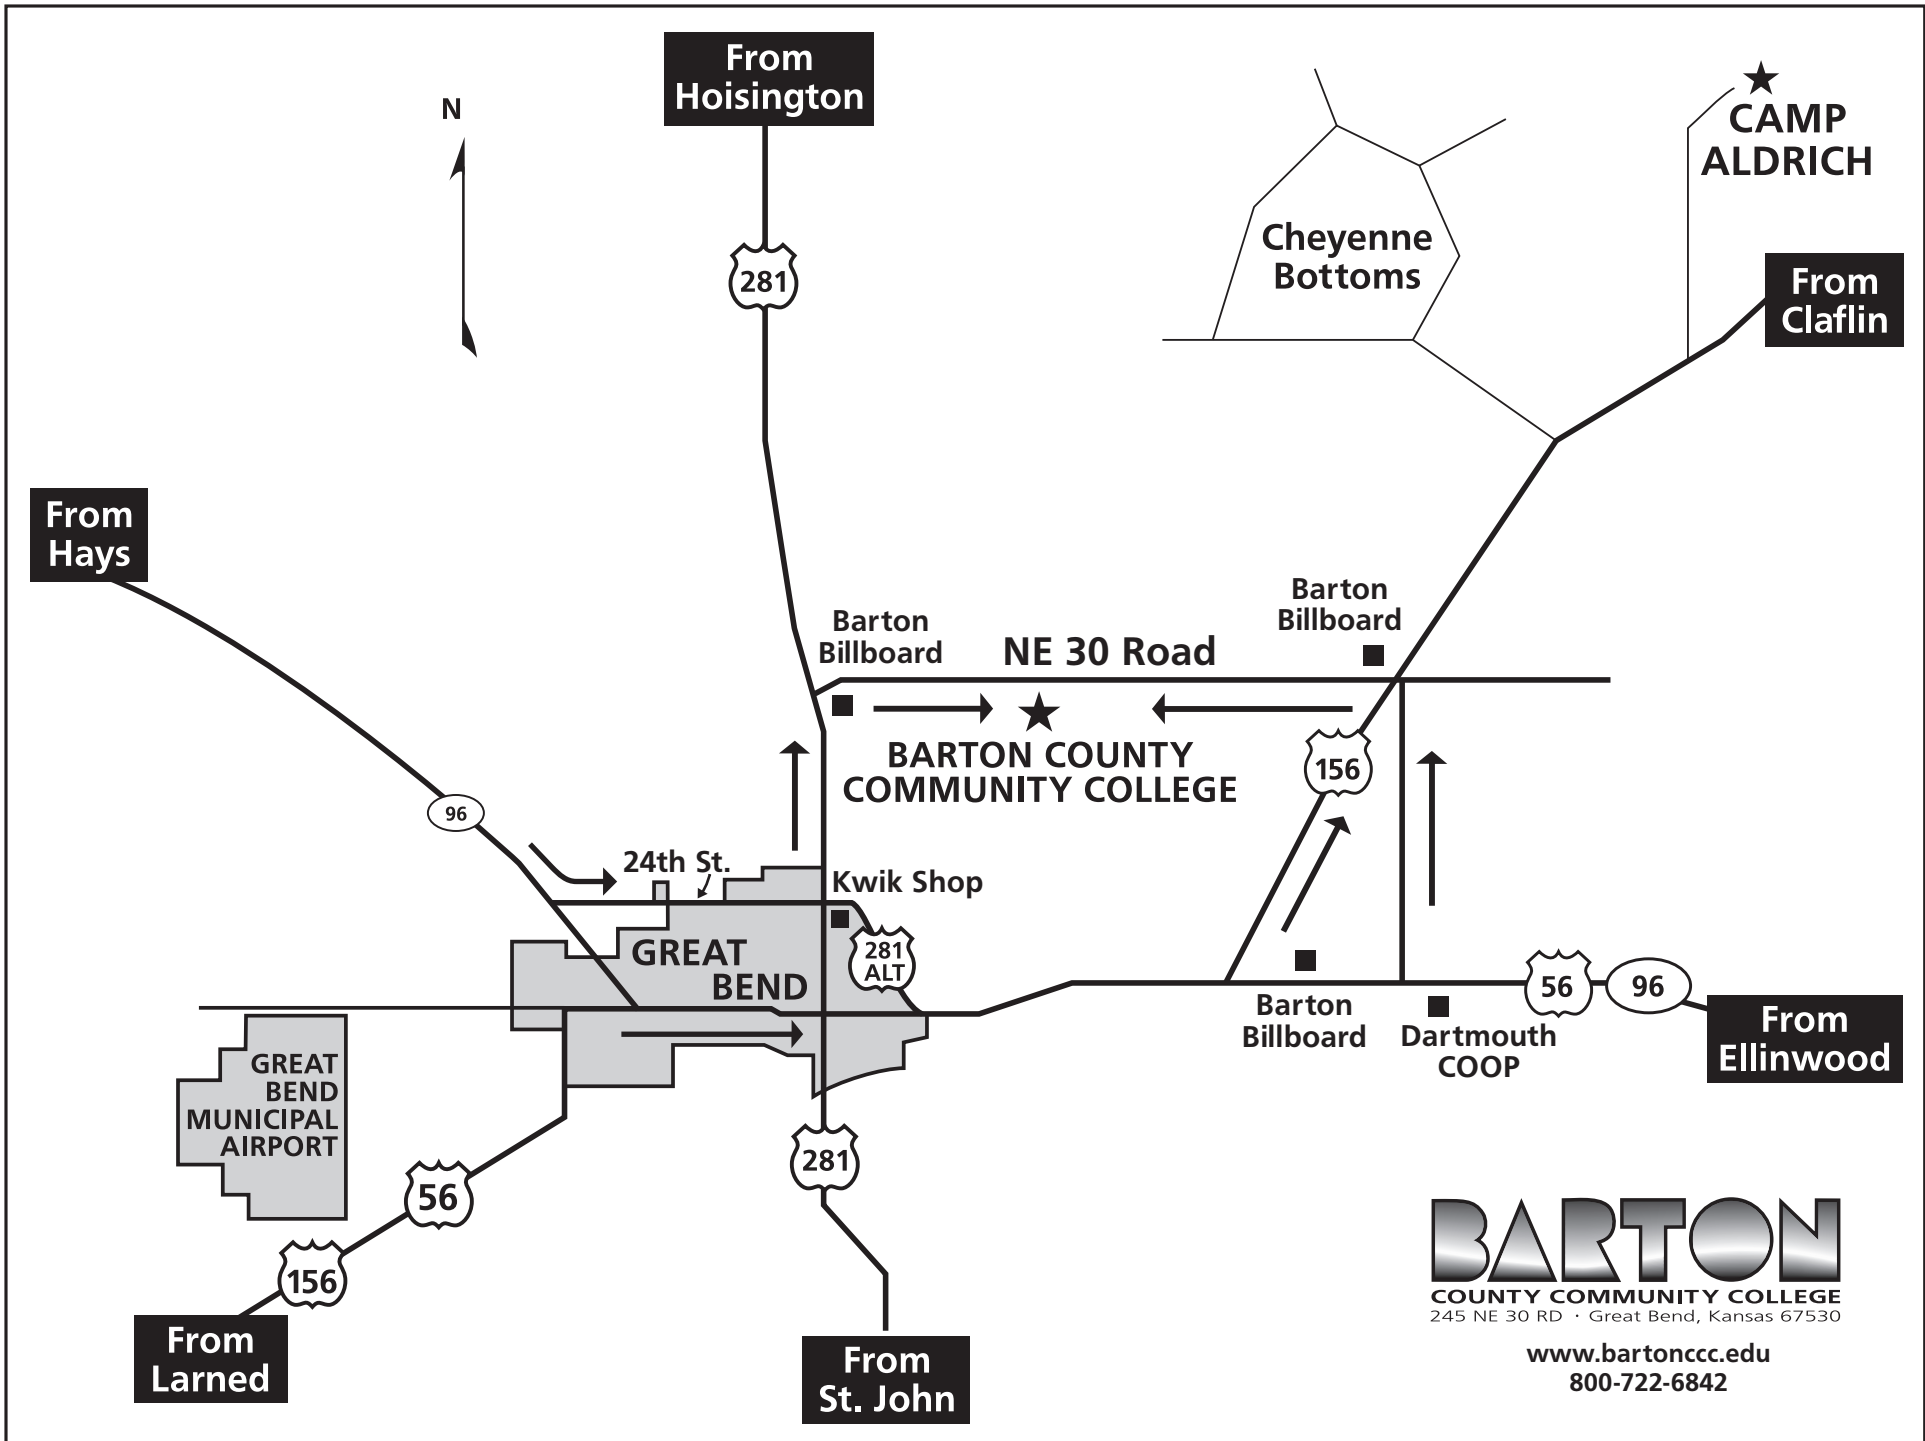 From
Hoisington
N
CAMP
ALDRICH
Cheyenne
Bottoms
281
From
Claflin
From
Hays
Barton
Billboard
Barton
Billboard
NE 30 Road
BARTON COUNTY
COMMUNITY COLLEGE
156
96
24th St.
Kwik Shop
GREAT
BEND
281
ALT
56
96
Barton
Billboard
Dartmouth
COOP
From
Ellinwood
GREAT
BEND
MUNICIPAL
AIRPORT
281
56
156
From
Larned
From
St. John
BARTON
COUNTY COMMUNITY COLLEGE
245 NE 30 RD · Great Bend, Kansas 67530
www.bartonccc.edu
800-722-6842